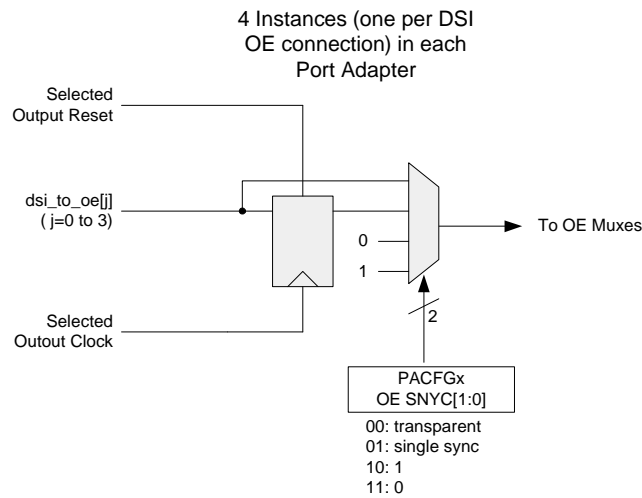 4 Instances (one per DSI
OE connection) in each
Port Adapter
Selected
Output Reset
dsi_to_oe[j]
( j=0 to 3)
0
1
To OE Muxes
Selected
Outout Clock
2
PACFGx
OE SNYC[1:0]
00: transparent
01: single sync
10: 1
11: 0